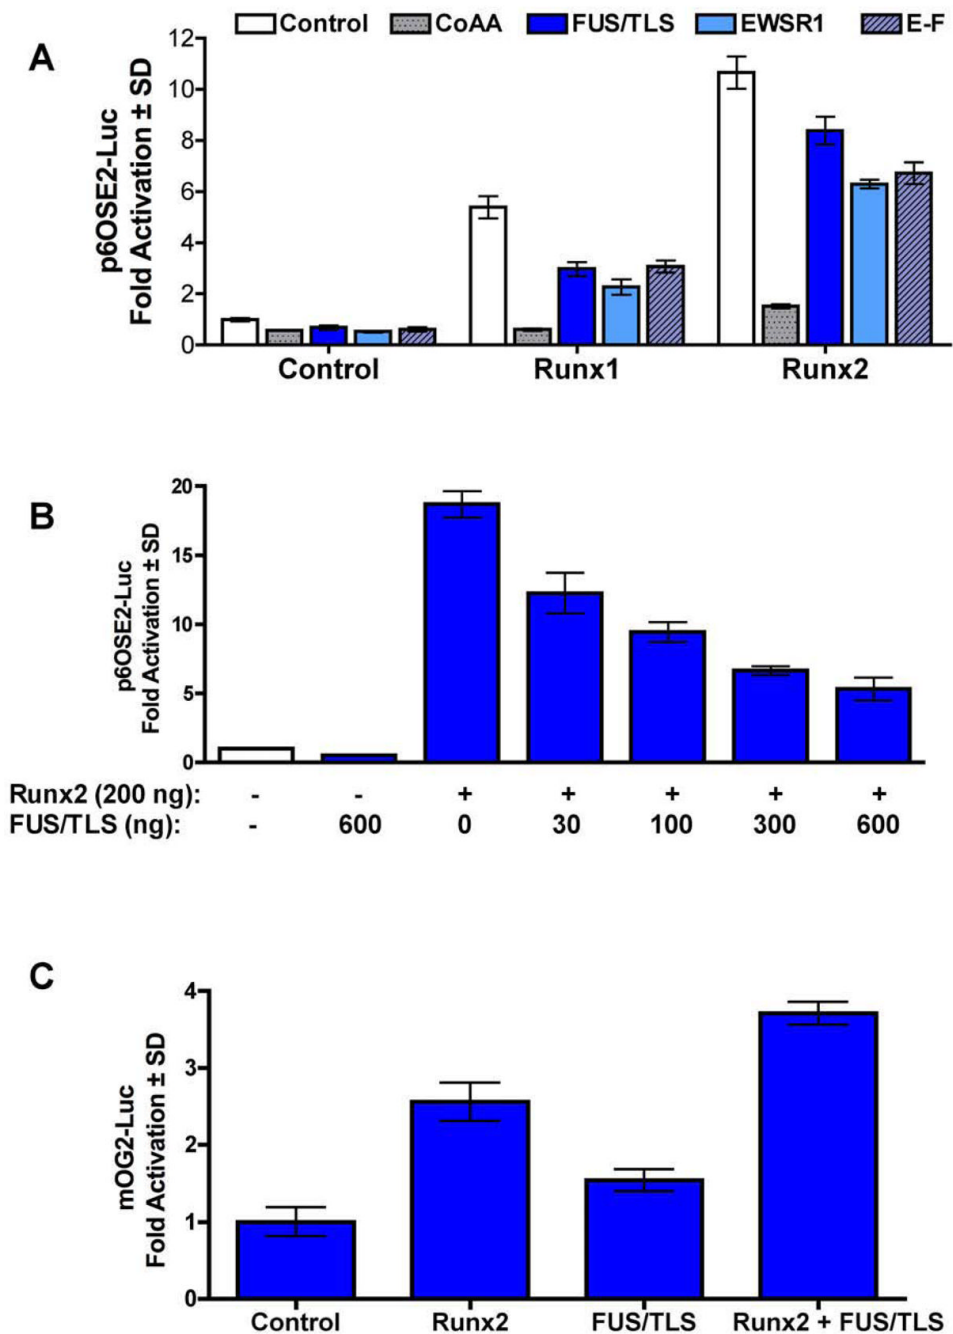 Control CoAA FUS/TLS EWSR1 E-F
A
p6OSE2-Luc
Fold Activation ± SD
12
10
8
6
4
2
0
Control Runx1 Runx2
B
p6OSE2-Luc
Fold Activation ± SD
20
15
10
5
0
Runx2 (200 ng): - - + + + + +
FUS/TLS (ng): - 600 0 30 100 300 600
C
mOG2-Luc
Fold Activation ± SD
4
3
2
1
0
Control Runx2 FUS/TLS Runx2 + FUS/TLS